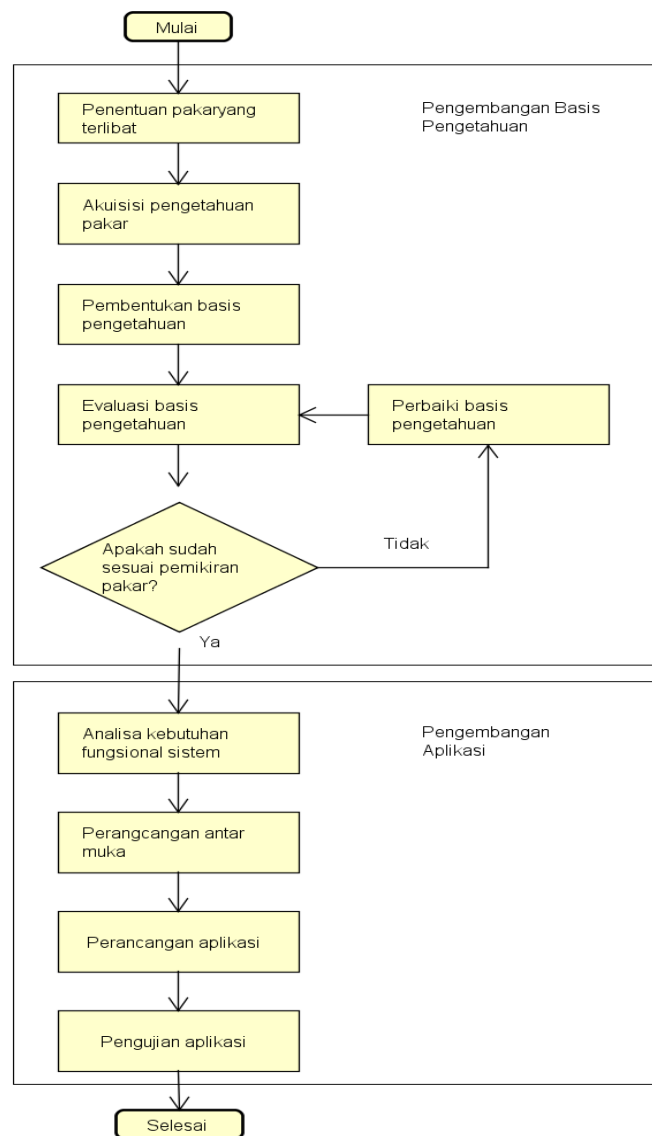 Mulai
Penentuan pakaryang
terlibat
Pengembangan Basis
Pengetahuan
Akuisisi pengetahuan
pakar
Pembentukan basis
pengetahuan
Evaluasi basis
pengetahuan
Perbaiki basis
pengetahuan
Apakah sudah
sesuai pemikiran
pakar?
Tidak
Ya
Analisa kebutuhan
fungsional sistem
Pengembangan
Aplikasi
Perangcangan antar
muka
Perancangan aplikasi
Pengujian aplikasi
Selesai